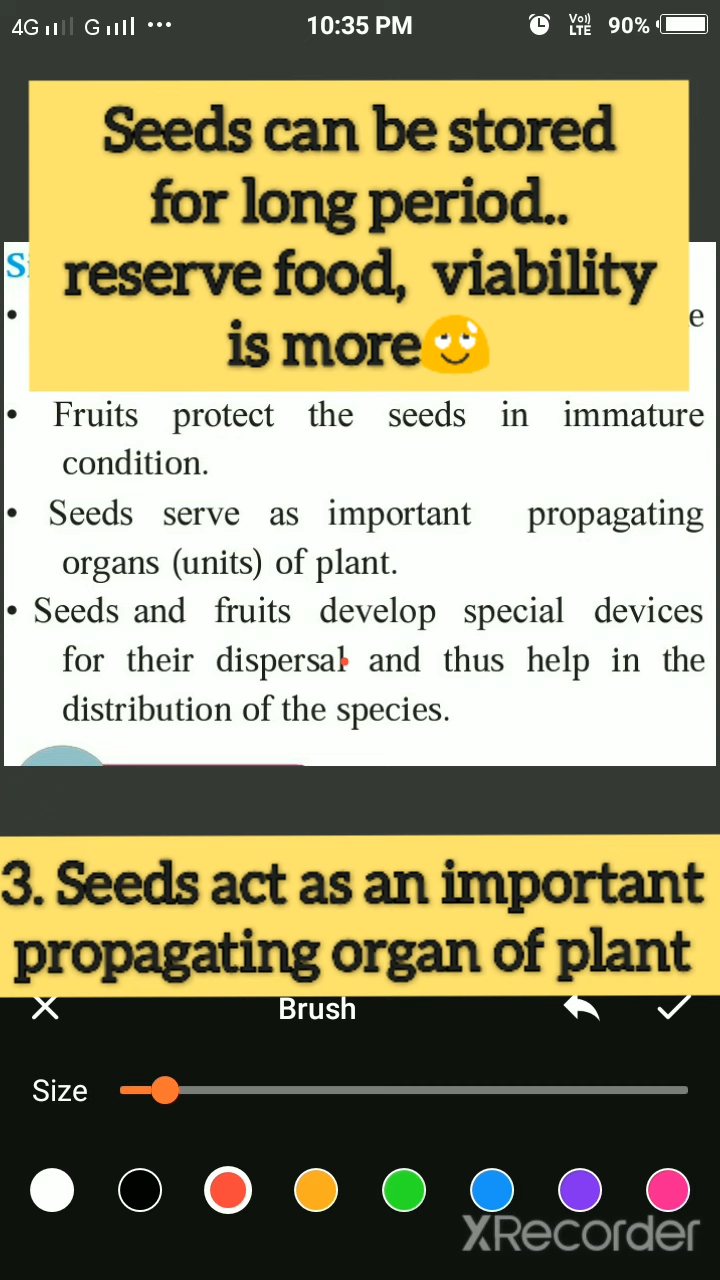 4G G ... 10:35 PM Vo)) LTE 90%
Seeds can be stored
for long period..
reserve food, viability
is more
• Fruits protect the seeds in immature
condition.
• Seeds serve as important propagating
organs (units) of plant.
• Seeds and fruits develop special devices
for their dispersal and thus help in the
distribution of the species.
3. Seeds act as an important
propagating organ of plant
Brush
Size
XRecorder